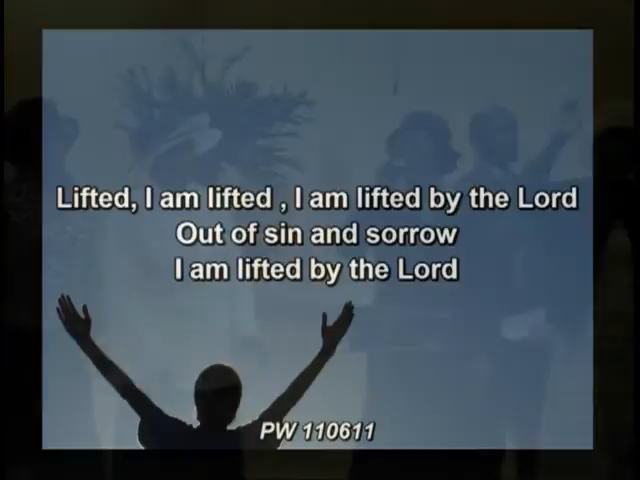 Lifted, I am lifted , I am lifted by the Lord
Out of sin and sorrow
I am lifted by the Lord
PW 110611